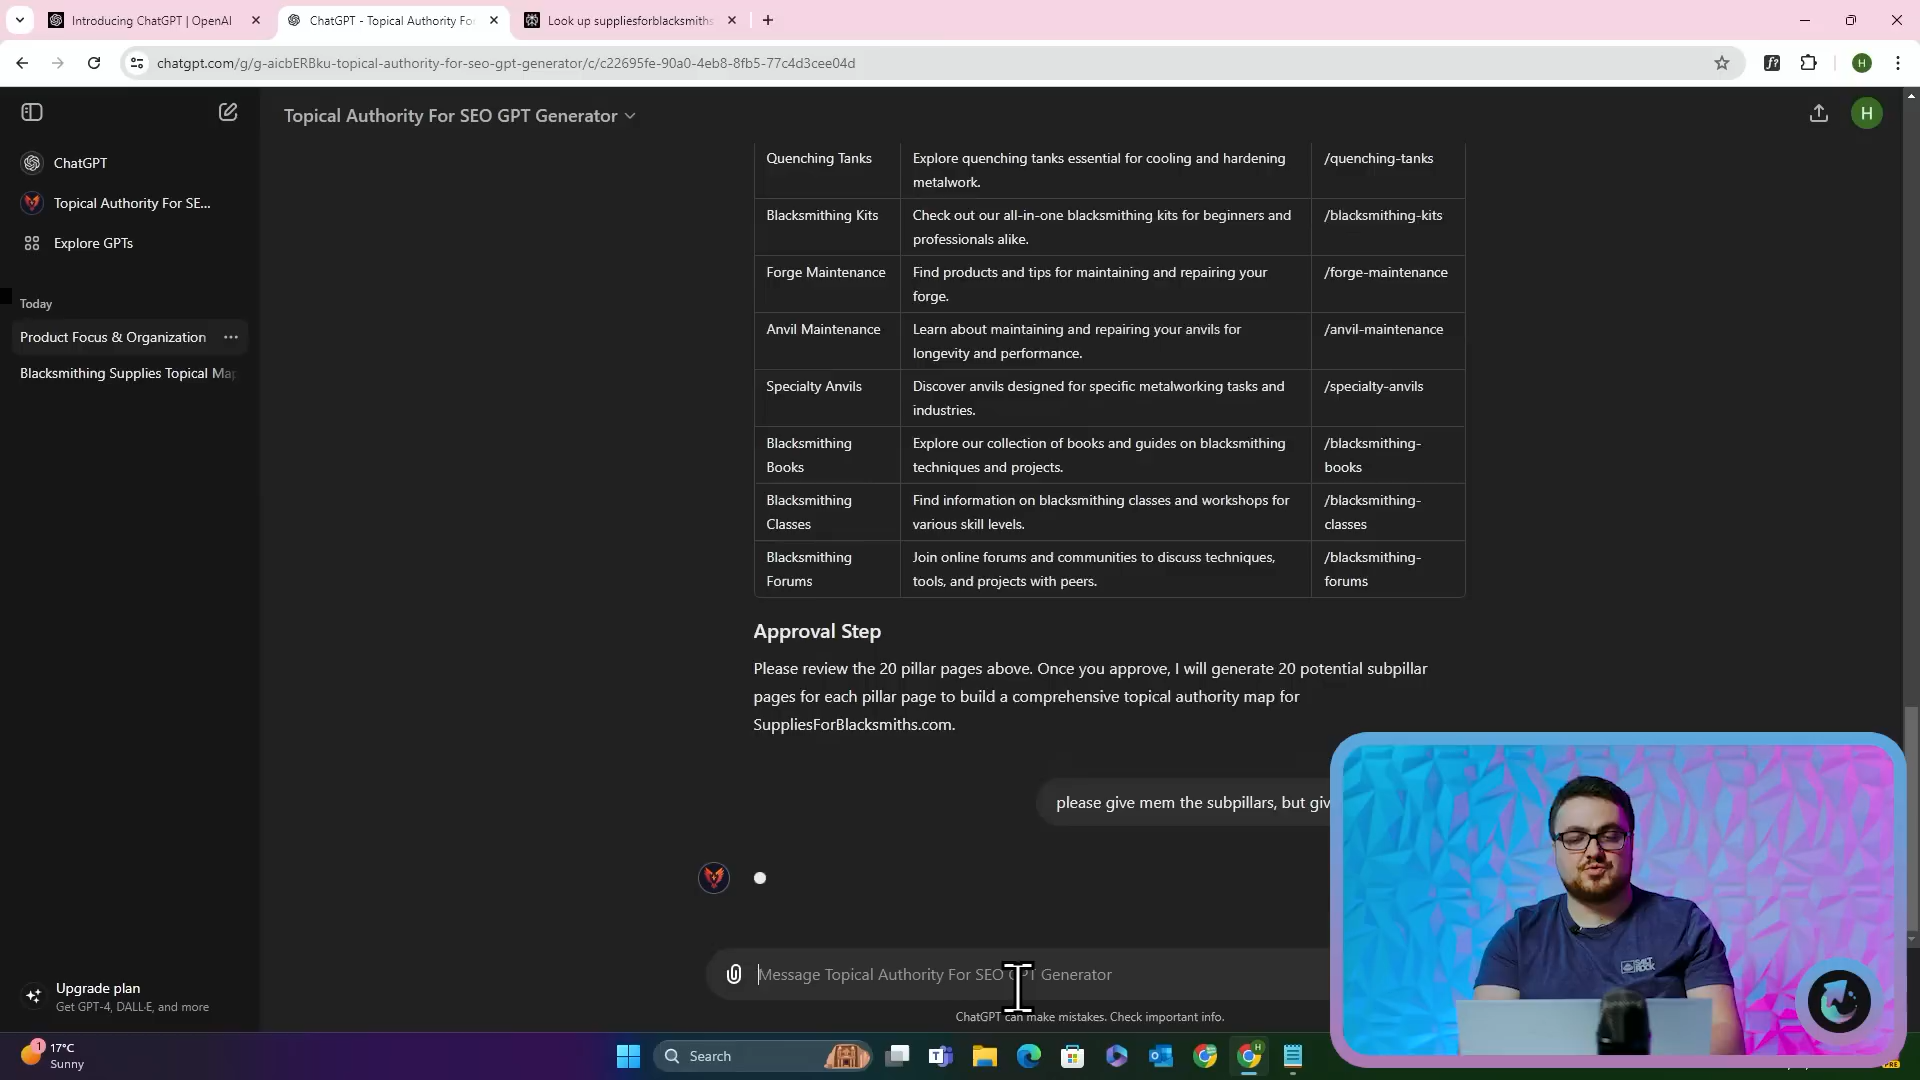 Introducing ChatGPT | OpenAI
ChatGPT - Topical Authority Fo
Look up suppliesforblacksmiths
chatgpt.com/g/g-aicbERBku-topical-authority-for-seo-gpt-generator/c/c22695fe-90a0-4eb8-8fb5-77c4d3cee04d
f?
H
Topical Authority For SEO GPT Generator
H
ChatGPT
Topical Authority For SE...
Explore GPTs
Today
Product Focus & Organization
Blacksmithing Supplies Topical Map
Quenching Tanks
Explore quenching tanks essential for cooling and hardening
metalwork.
/quenching-tanks
Blacksmithing Kits
Check out our all-in-one blacksmithing kits for beginners and
professionals alike.
/blacksmithing-kits
Forge Maintenance
Find products and tips for maintaining and repairing your
forge.
/forge-maintenance
Anvil Maintenance
Learn about maintaining and repairing your anvils for
longevity and performance.
/anvil-maintenance
Specialty Anvils
Discover anvils designed for specific metalworking tasks and
industries.
/specialty-anvils
Blacksmithing
Books
Explore our collection of books and guides on blacksmithing
techniques and projects.
/blacksmithing-
books
Blacksmithing
Classes
Find information on blacksmithing classes and workshops for
various skill levels.
/blacksmithing-
classes
Blacksmithing
Forums
Join online forums and communities to discuss techniques,
tools, and projects with peers.
/blacksmithing-
forums
Approval Step
Please review the 20 pillar pages above. Once you approve, I will generate 20 potential subpillar
pages for each pillar page to build a comprehensive topical authority map for
SuppliesForBlacksmiths.com.
please give mem the subpillars, but giv
Message Topical Authority For SEO GPT Generator
ChatGPT can make mistakes. Check important info.
Upgrade plan
Get GPT-4, DALL·E, and more
SALT
ROCK
1
17°C
Sunny
Search
H
PRE